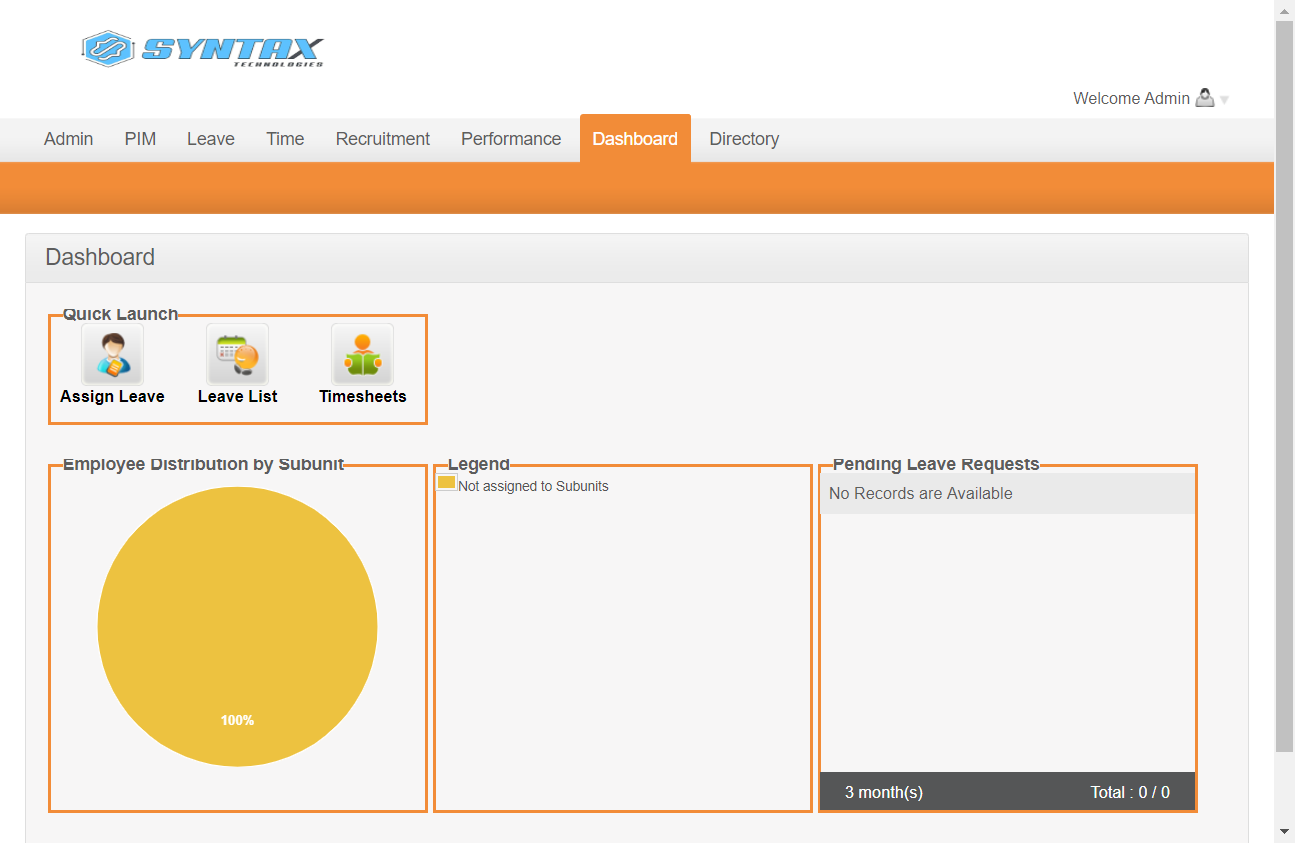 SYNTAX
TECHNOLOGIES
Welcome Admin
Admin PIM Leave Time Recruitment Performance Dashboard Directory
Dashboard
Quick Launch
Assign Leave Leave List Timesheets
Employee Distribution by Subunit
100%
Legend
Not assigned to Subunits
Pending Leave Requests
No Records are Available
3 month(s) Total : 0 / 0